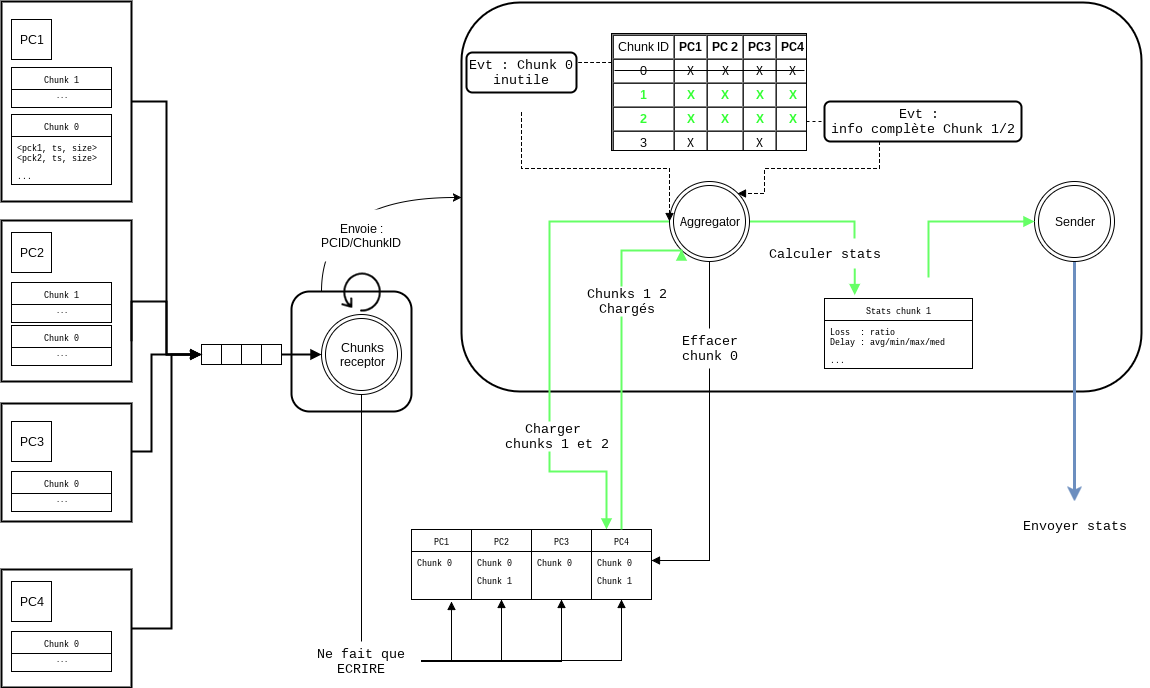 PC1
Chunk 1
...
Chunk 0
<pck1, ts, size>
<pck2, ts, size>
...
PC2
Chunk 1
...
Chunk 0
...
PC3
Chunk 0
...
PC4
Chunk 0
...
Envoie :
PCID/ChunkID
Chunks
receptor
Ne fait que
ECRIRE
Evt : Chunk 0
inutile
Chunk ID PC1 PC 2 PC3 PC4
0 X X X X
1 X X X X
2 X X X X
3 X X
Evt :
info complète Chunk 1/2
Aggregator
Sender
Calculer stats
Chunks 1 2
Chargés
Effacer
chunk 0
Stats chunk 1
Loss : ratio
Delay : avg/min/max/med
...
Charger
chunks 1 et 2
Envoyer stats
PC1 PC2 PC3 PC4
Chunk 0 Chunk 0 Chunk 0 Chunk 0
Chunk 1 Chunk 1